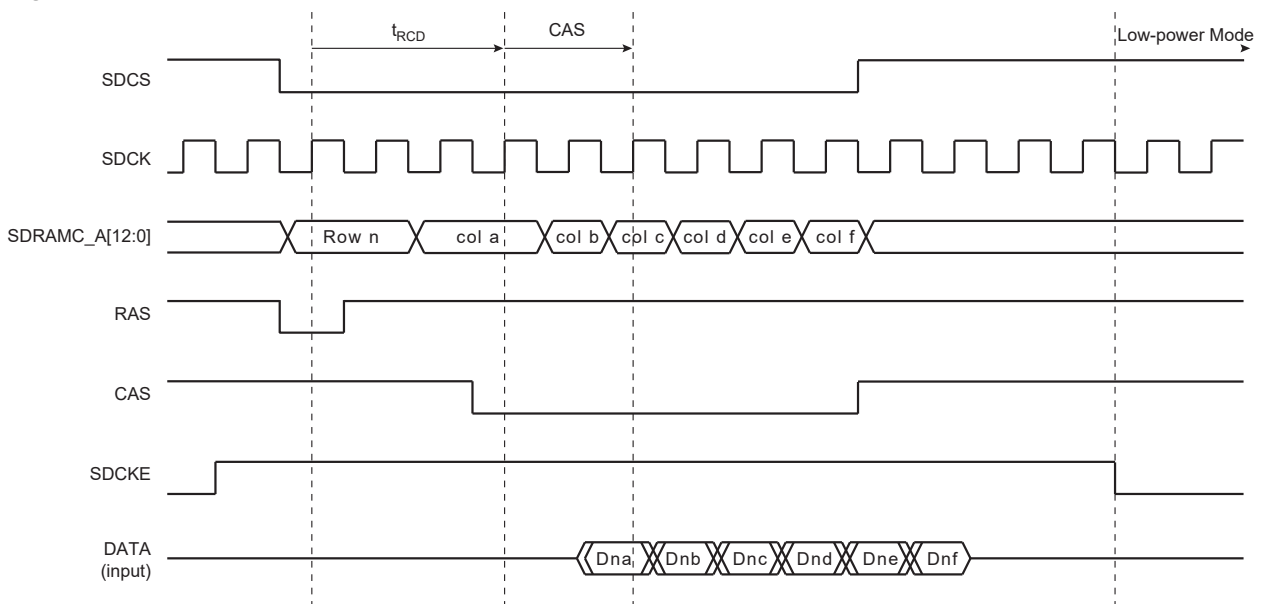 tRCD CAS Low-power Mode
SDCS
SDCK
SDRAMC_A[12:0] Row n col a col b col c col d col e col f
RAS
CAS
SDCKE
DATA
(input) Dna Dnb Dnc Dnd Dne Dnf